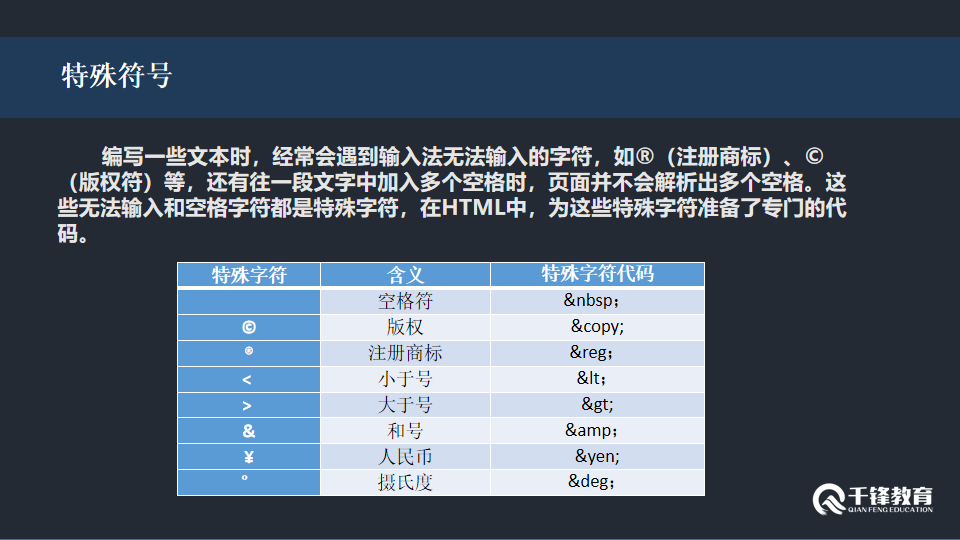 特殊符号
编写一些文本时，经常会遇到输入法无法输入的字符，如®（注册商标）、©
（版权符）等，还有往一段文字中加入多个空格时，页面并不会解析出多个空格。这
些无法输入和空格字符都是特殊字符，在HTML中，为这些特殊字符准备了专门的代
码。
特殊字符 含义 特殊字符代码
空格符 &nbsp；
© 版权 &copy;
® 注册商标 &reg；
< 小于号 &lt；
> 大于号 &gt;
& 和号 &amp；
¥ 人民币 &yen;
° 摄氏度 &deg；
千锋教育
QIAN FENG EDUCATION